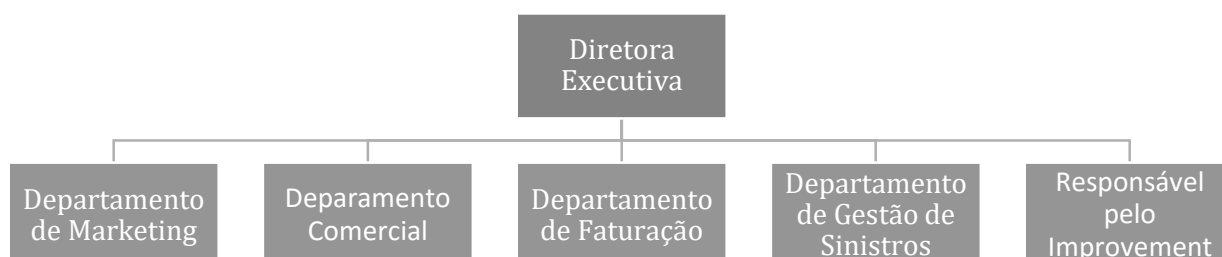 Diretora
Executiva
Departamento
de Marketing
Deparamento
Comercial
Departamento
de Faturação
Departamento
de Gestão de
Sinistros
Responsável
pelo
Improvement